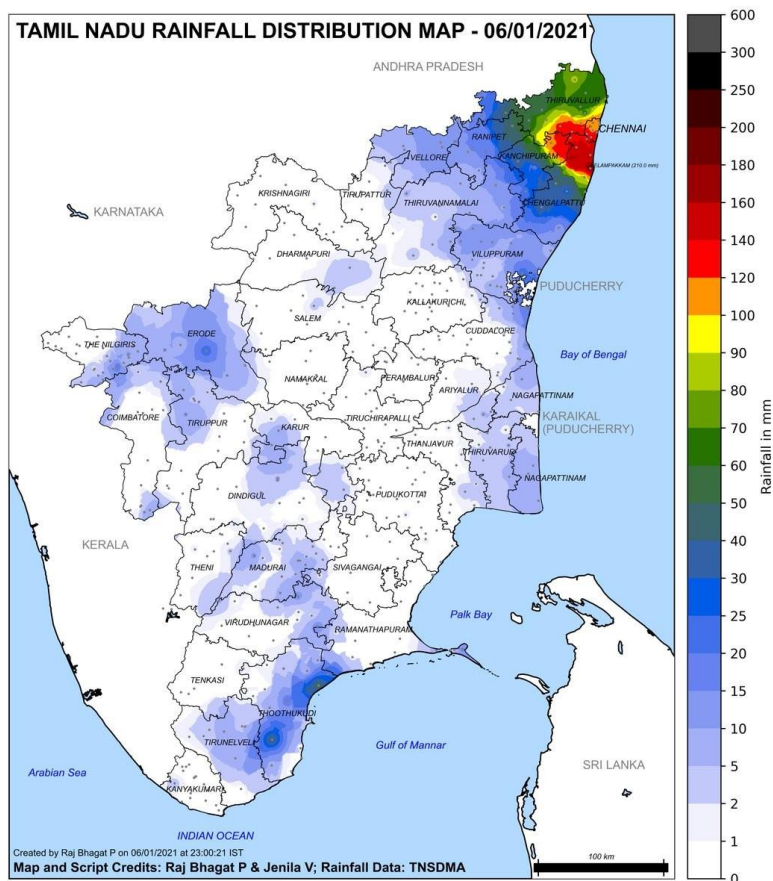 TAMIL NADU RAINFALL DISTRIBUTION MAP - 06/01/2021
ANDHRA PRADESH
THIRUVALLUR
CHENNAI
RANIPET
VELLORE
KANCHIPURAM
ELAMPAKKAM (210.0 mm)
KRISHNAGIRI
TIRUPATTUR
THIRUVANNAMALAI
CHENGALPATTU
KARNATAKA
DHARMAPURI
VILUPPURAM
PUDUCHERRY
KALLAKURICHI
SALEM
CUDDALORE
ERODE
THE NILGIRIS
Bay of Bengal
NAMAKKAL
PERAMBALUR
ARIYALUR
NAGAPATTINAM
COIMBATORE
TIRUPPUR
KARUR
TIRUCHIRAPALLI
KARAIKAL
(PUDUCHERRY)
THANJAVUR
THIRUVARUR
NAGAPATTINAM
DINDIGUL
PUDUKOTTAI
KERALA
THENI
MADURAI
SIVAGANGAI
Palk Bay
VIRUDHUNAGAR
RAMANATHAPURAM
TENKASI
THOOTHUKUDI
TIRUNELVELI
Gulf of Mannar
SRI LANKA
Arabian Sea
KANYAKUMARI
INDIAN OCEAN
Created by Raj Bhagat P on 06/01/2021 at 23:00:21 IST
Map and Script Credits: Raj Bhagat P & Jenila V; Rainfall Data: TNSDMA
100 km
600
300
250
200
180
160
140
120
100
90
80
70
60
50
40
30
25
20
15
10
5
2
1
0
Rainfall in mm